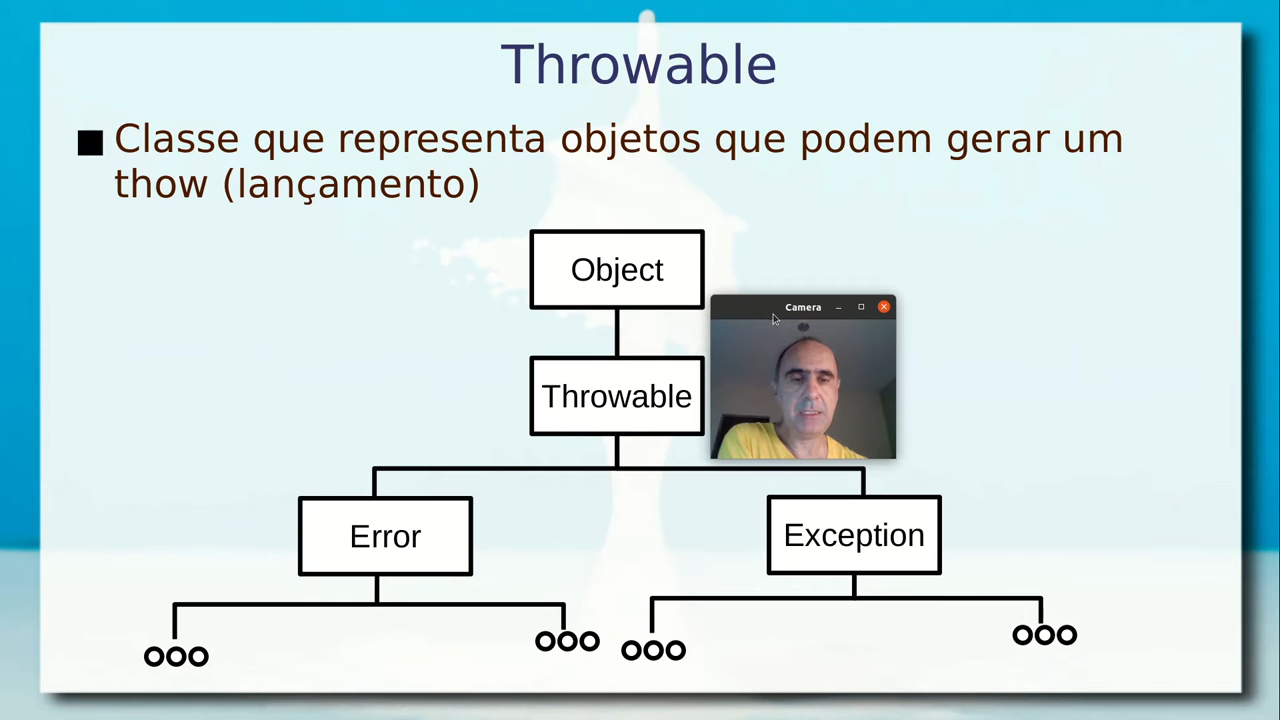 Throwable
Classe que representa objetos que podem gerar um
thow (lançamento)
Object
Camera
Throwable
Error
Exception